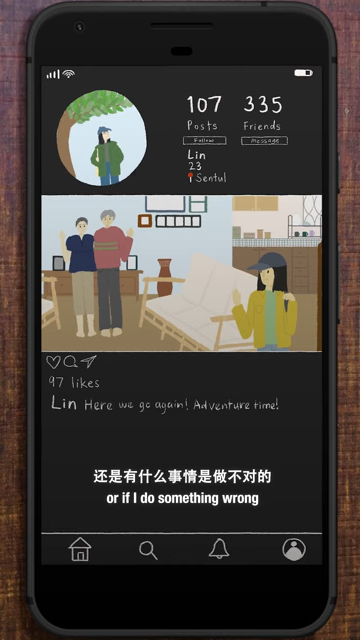 107 335
Posts Friends
Follow message
Lin
23
Sentul
97 likes
Lin Here we go again! Adventure time!
还是有什么事情是做不对的
or if I do something wrong